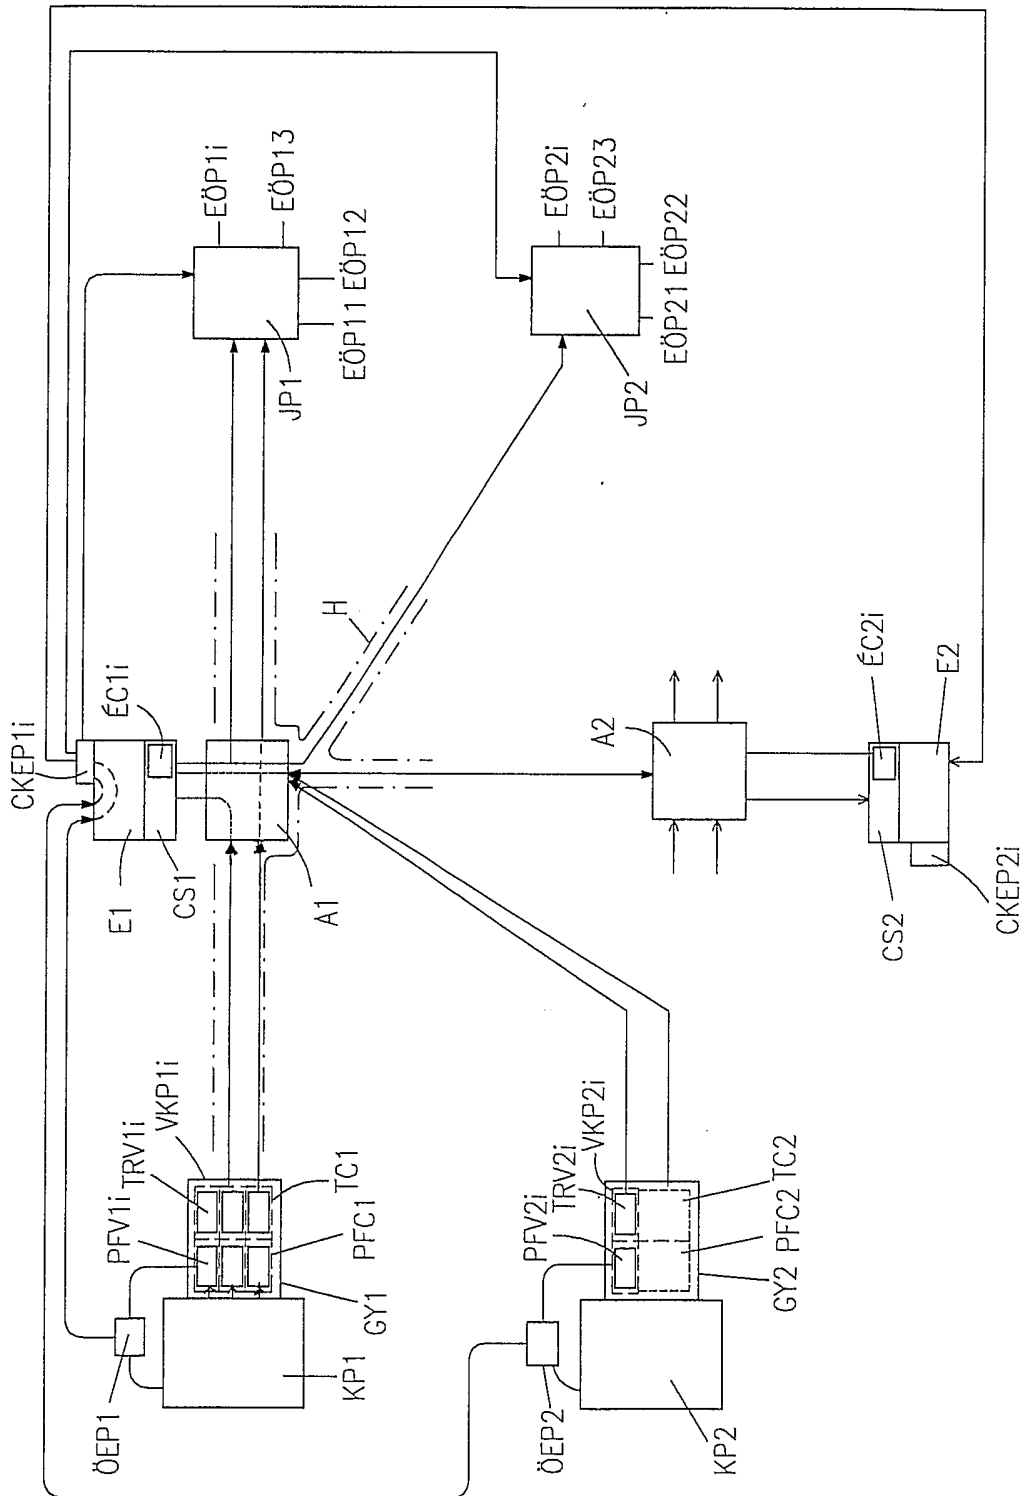 ÖEP1
KP1
GY1
PFV1i
TRV1i
VKP1i
PFC1
TC1
E1
CS1
CKEP1i
ÉC1i
A1
H
JP1
EÖP11
EÖP12
EÖP13
EÖP1i
ÖEP2
KP2
GY2
PFV2i
TRV2i
VKP2i
PFC2
TC2
A2
CS2
CKEP2i
ÉC2i
E2
JP2
EÖP21
EÖP22
EÖP23
EÖP2i